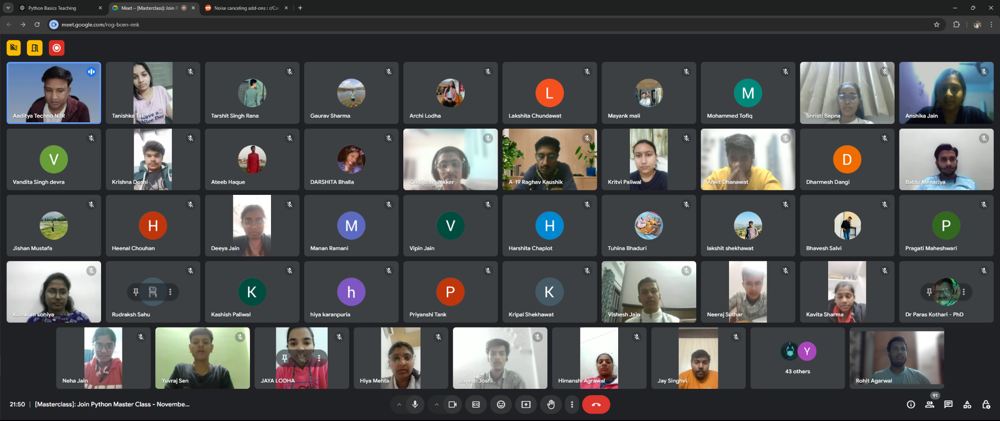 Python Basics Teaching
Meet – [Masterclass]: Join P
Noise canceling add-ons : r/Car
meet.google.com/rog-bcen-nnk
Aaditya Techno NJR
Tanishka Tak
Have a
Nice Day
Tarshit Singh Rana
Gaurav Sharma
Archi Lodha
L
Lakshita Chundawat
Mayank mali
M
Mohammed Tofiq
Shristi Bapna
Anshika Jain
V
Vandita Singh devra
Krishna Doshi
Ateeb Haque
DARSHITA Bhalla
Qaidjohar Jukker
A-19 Raghav Kaushik
Kritvi Paliwal
Ankit Dhanawat
D
Dharmesh Dangi
Bablu Menariya
Jishan Mustafa
H
Heenal Chouhan
Deeya Jain
M
Manan Ramani
V
Vipin Jain
H
Harshita Chaplot
Tuhina Bhaduri
lakshit shekhawat
Bhavesh Salvi
P
Pragati Maheshwari
Kumkum Lohiya
R
Rudraksh Sahu
K
Kashish Paliwal
h
hiya karanpuria
P
Priyanshi Tank
K
Kripal Shekhawat
Vishesh Jain
Neeraj Suthar
Kavita Sharma
Dr Paras Kothari - PhD
Neha Jain
Yuvraj Sen
JAYA LODHA
Hiya Mehta
Jayesh Joshi
Himanshi Agrawal
Jay Singhvi
Y
43 others
Rohit Agarwal
21:50 | [Masterclass]: Join Python Master Class - Novembe...
91